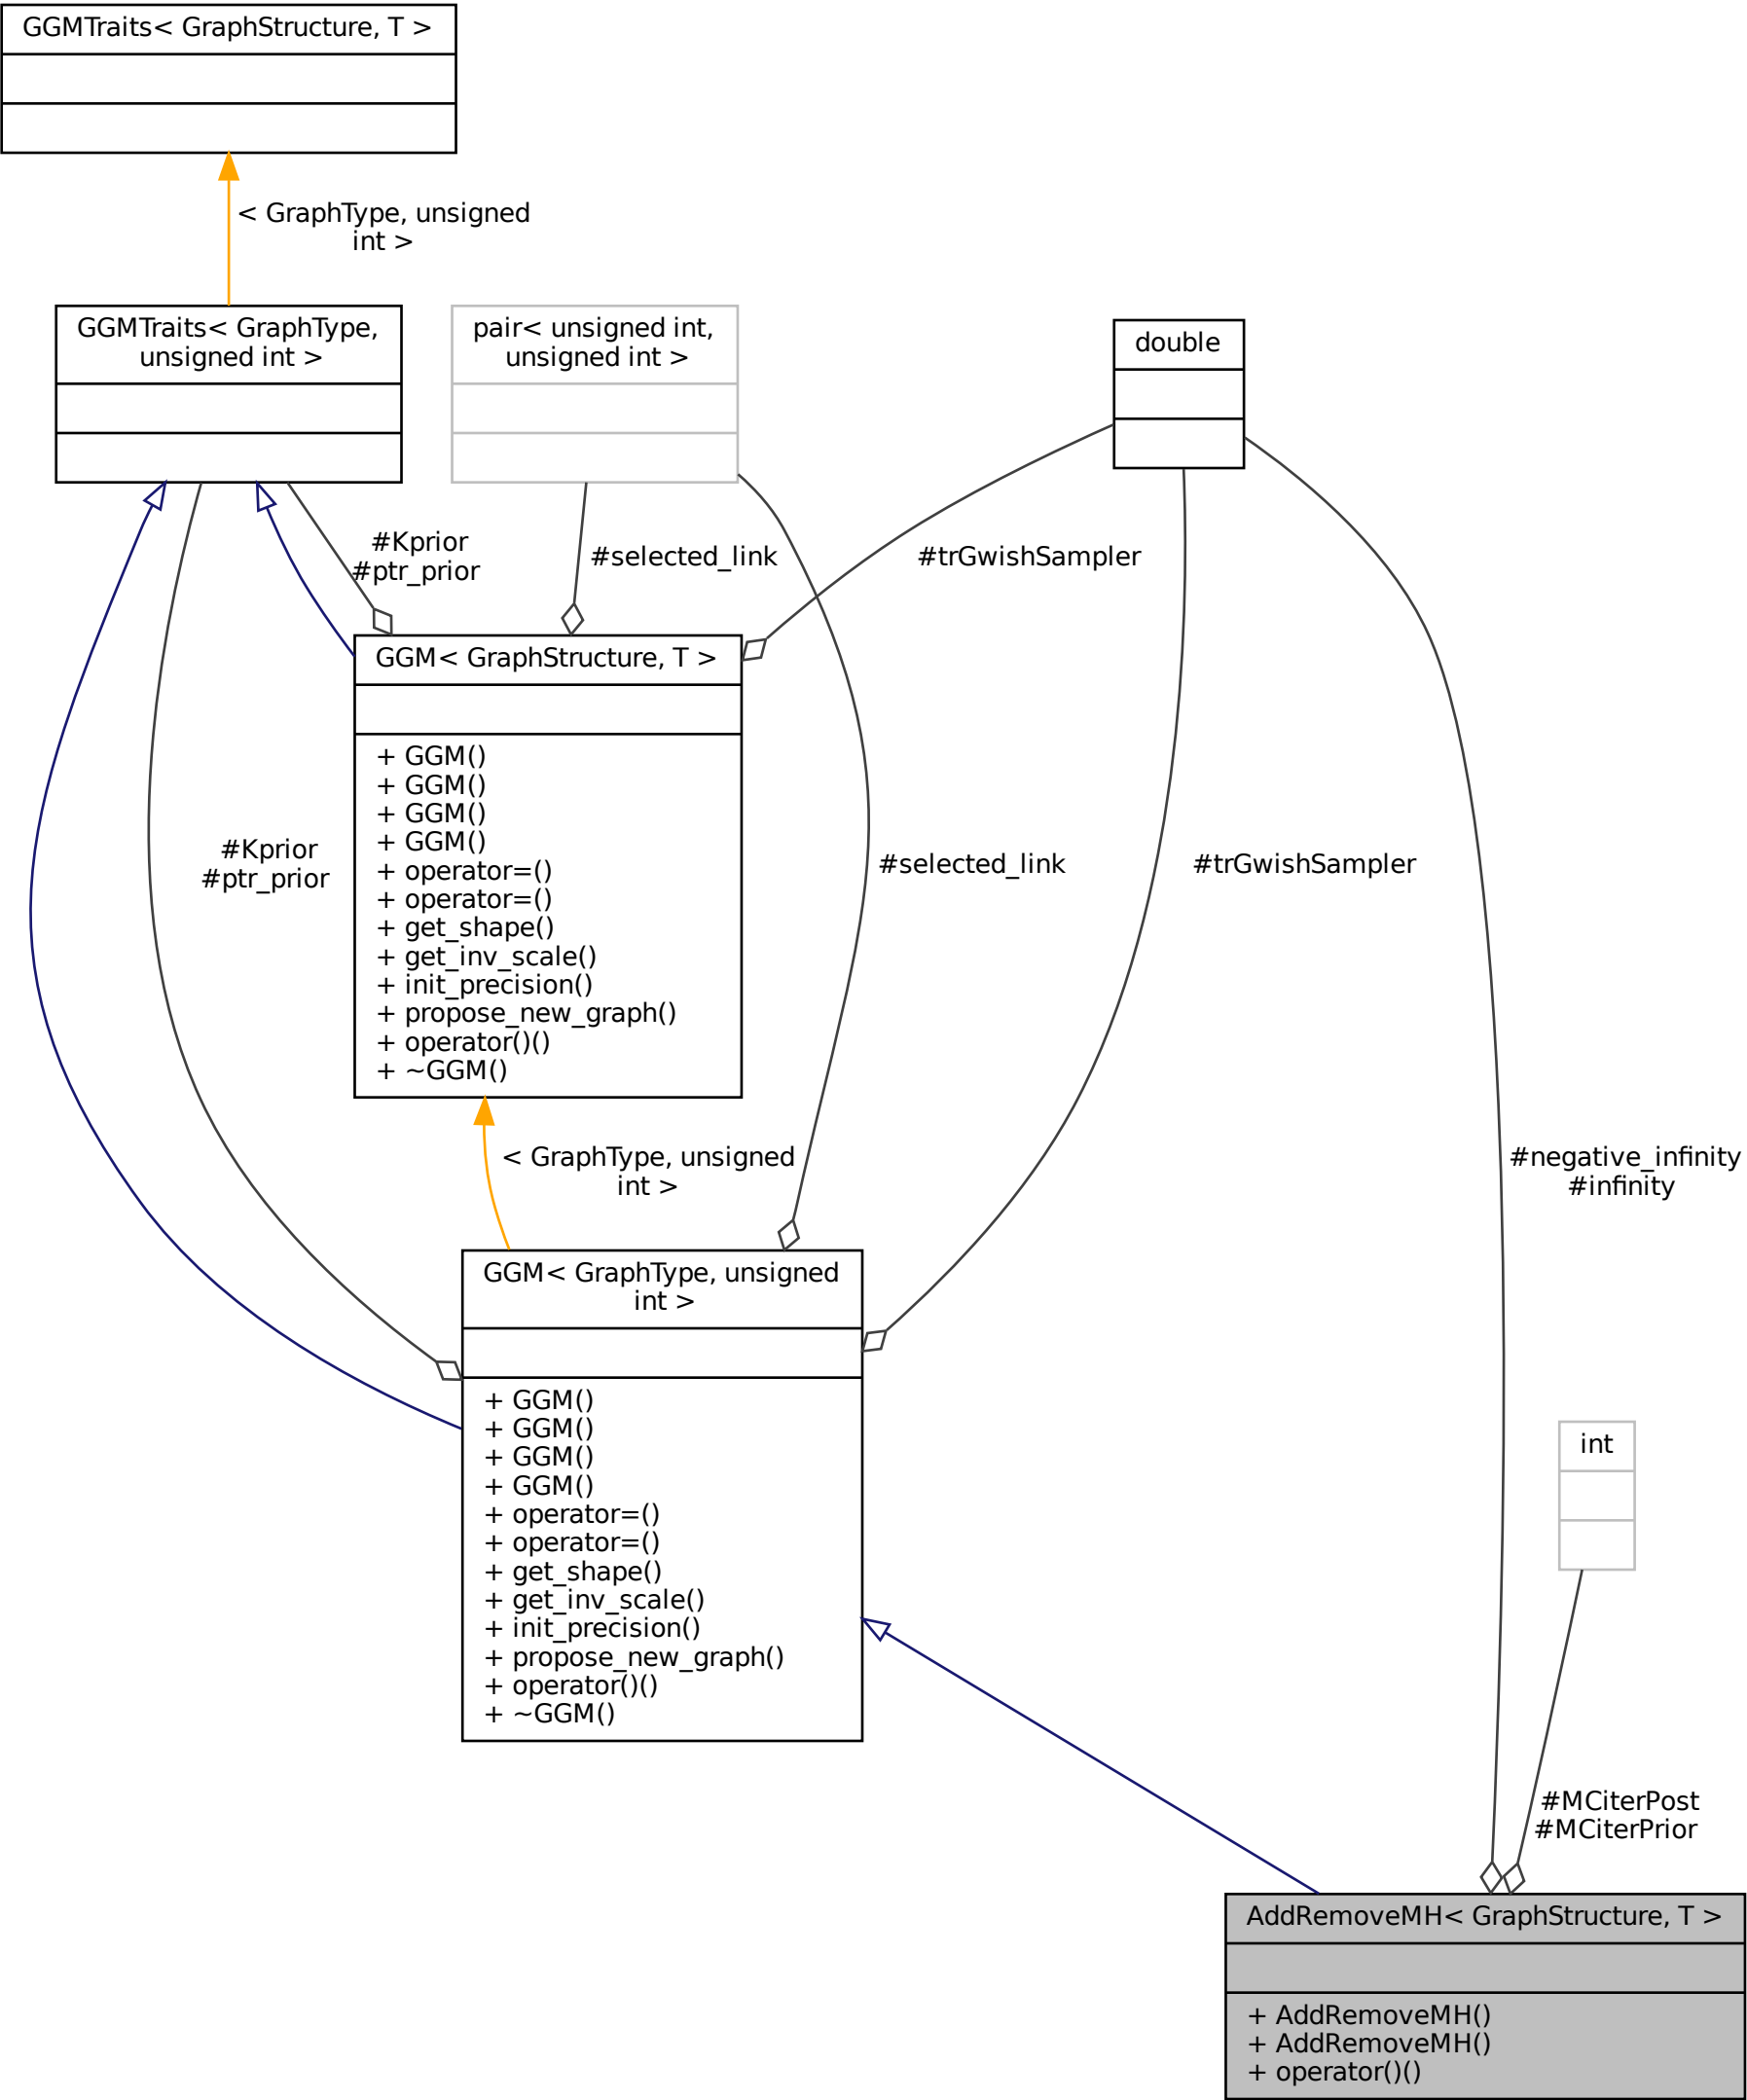 GGMTraits< GraphStructure, T >
< GraphType, unsigned
int >
GGMTraits< GraphType,
unsigned int >
pair< unsigned int,
unsigned int >
double
#Kprior
#ptr_prior
#selected_link
#trGwishSampler
GGM< GraphStructure, T >
+ GGM()
+ GGM()
+ GGM()
+ GGM()
+ operator=()
+ operator=()
+ get_shape()
+ get_inv_scale()
+ init_precision()
+ propose_new_graph()
+ operator()()
+ ~GGM()
#Kprior
#ptr_prior
#selected_link
#trGwishSampler
< GraphType, unsigned
int >
#negative_infinity
#infinity
GGM< GraphType, unsigned
int >
+ GGM()
+ GGM()
+ GGM()
+ GGM()
+ operator=()
+ operator=()
+ get_shape()
+ get_inv_scale()
+ init_precision()
+ propose_new_graph()
+ operator()()
+ ~GGM()
int
#MCiterPost
#MCiterPrior
AddRemoveMH< GraphStructure, T >
+ AddRemoveMH()
+ AddRemoveMH()
+ operator()()